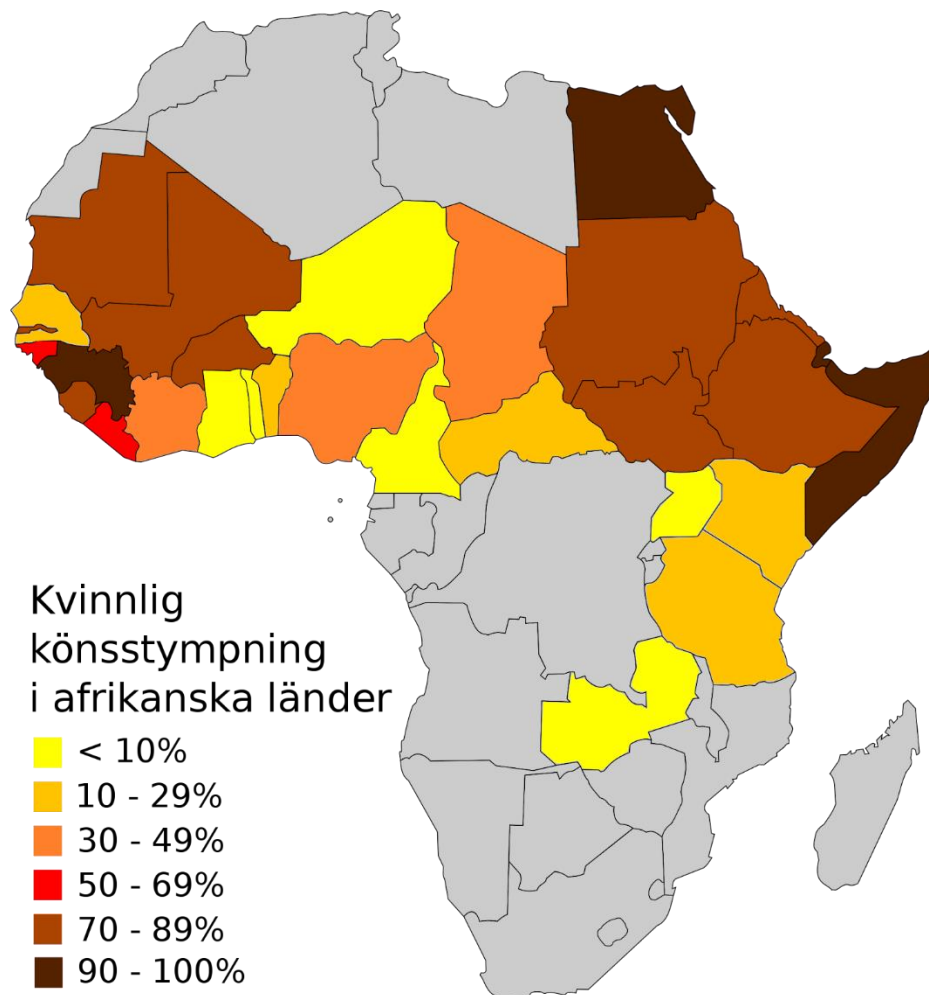 Kvinnlig
könsstympning
i afrikanska länder
< 10%
10 - 29%
30 - 49%
50 - 69%
70 - 89%
90 - 100%